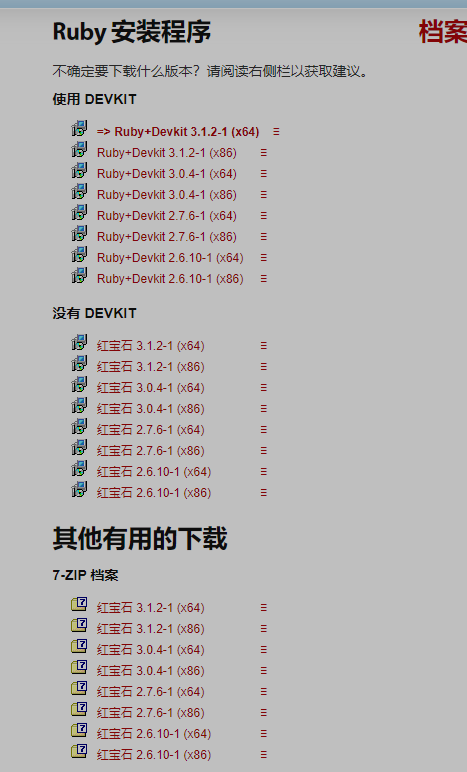 Ruby 安装程序
档案
不确定要下载什么版本？请阅读右侧栏以获取建议。
使用 DEVKIT
=> Ruby+Devkit 3.1.2-1 (x64)
Ruby+Devkit 3.1.2-1 (x86)
Ruby+Devkit 3.0.4-1 (x64)
Ruby+Devkit 3.0.4-1 (x86)
Ruby+Devkit 2.7.6-1 (x64)
Ruby+Devkit 2.7.6-1 (x86)
Ruby+Devkit 2.6.10-1 (x64)
Ruby+Devkit 2.6.10-1 (x86)
没有 DEVKIT
红宝石 3.1.2-1 (x64)
红宝石 3.1.2-1 (x86)
红宝石 3.0.4-1 (x64)
红宝石 3.0.4-1 (x86)
红宝石 2.7.6-1 (x64)
红宝石 2.7.6-1 (x86)
红宝石 2.6.10-1 (x64)
红宝石 2.6.10-1 (x86)
其他有用的下载
7-ZIP 档案
红宝石 3.1.2-1 (x64)
红宝石 3.1.2-1 (x86)
红宝石 3.0.4-1 (x64)
红宝石 3.0.4-1 (x86)
红宝石 2.7.6-1 (x64)
红宝石 2.7.6-1 (x86)
红宝石 2.6.10-1 (x64)
红宝石 2.6.10-1 (x86)